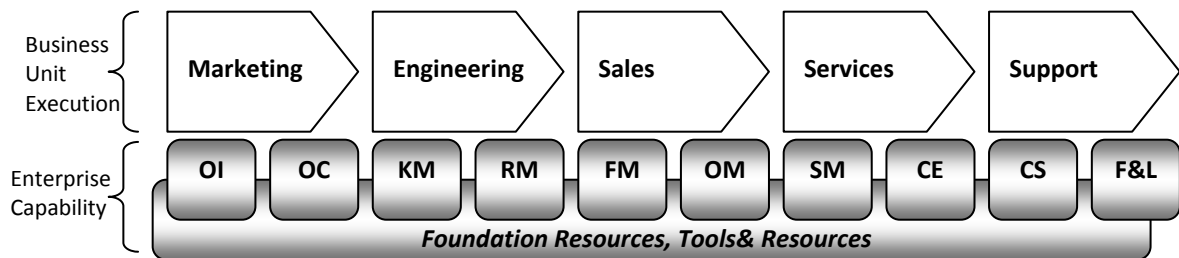 Business
Unit
Execution
Marketing
Engineering
Sales
Services
Support
Enterprise
Capability
OI
OC
KM
RM
FM
OM
SM
CE
CS
F&L
Foundation Resources, Tools& Resources